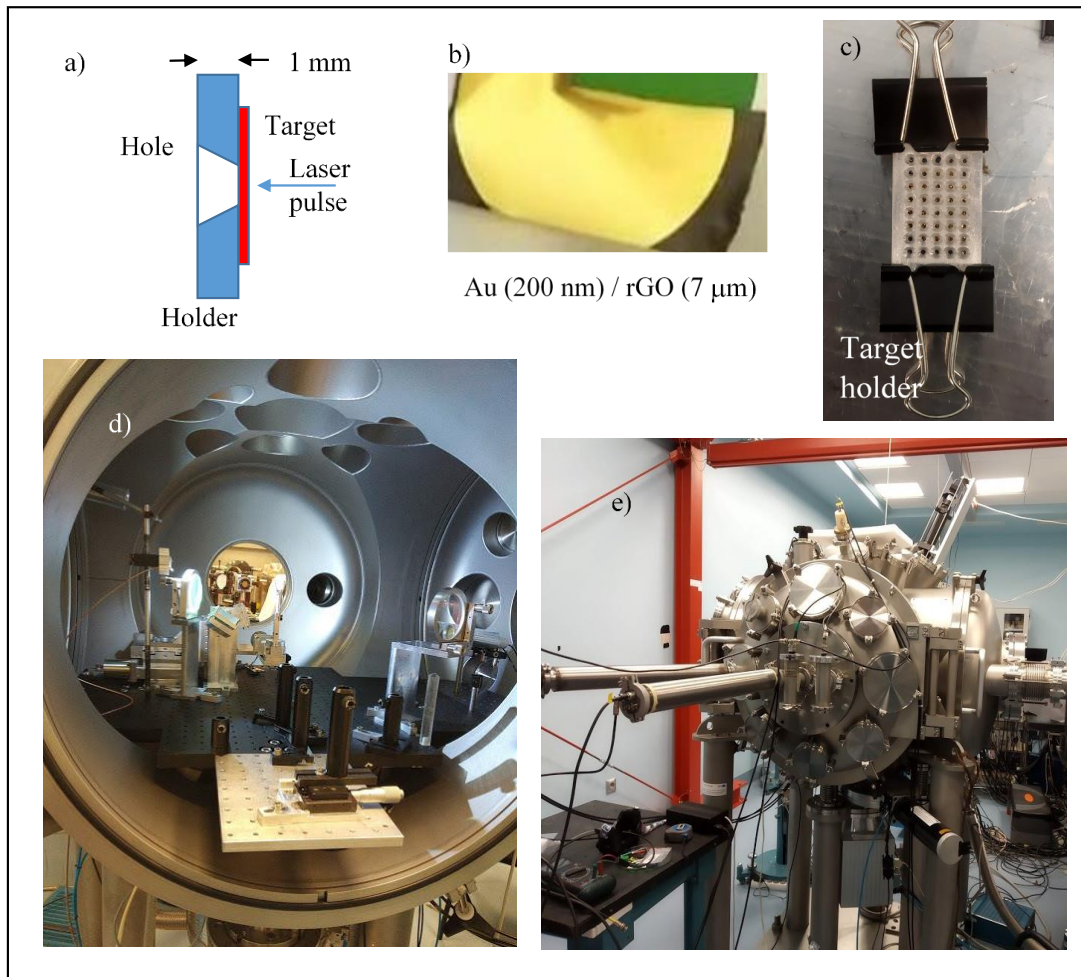 a)
1 mm
Hole
Target
Laser
pulse
Holder
b)
Au (200 nm) / rGO (7 μm)
c)
Target
holder
d)
e)